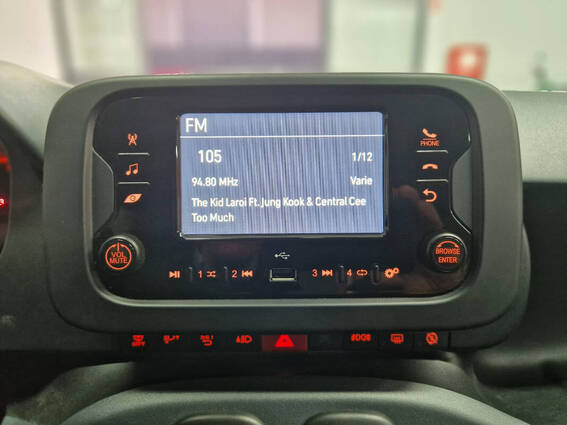 FM
105
1/12
94.80 MHz
Varie
The Kid Laroi Ft. Jung Kook & Central Cee
Too Much
PHONE
VOL
MUTE
BROWSE
ENTER
1
2
3
4